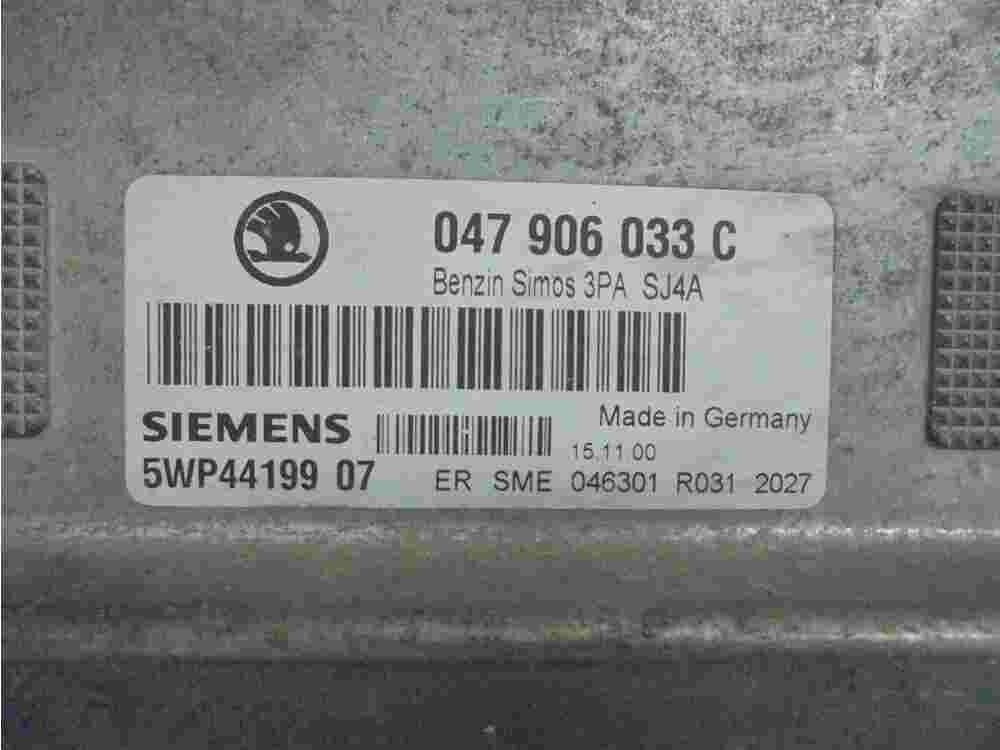 047 906 033 C
Benzin Simos 3PA SJ4A
SIEMENS
Made in Germany
15.11 00
5WP44199 07
ER SME 046301 R031 2027